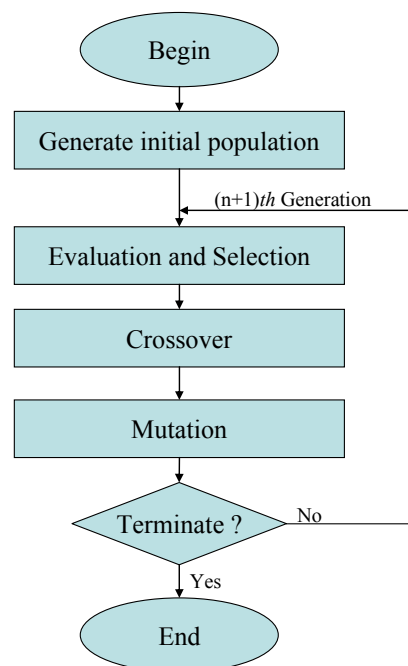 Begin
Generate initial population
(n+1)th Generation
Evaluation and Selection
Crossover
Mutation
Terminate ?
No
Yes
End